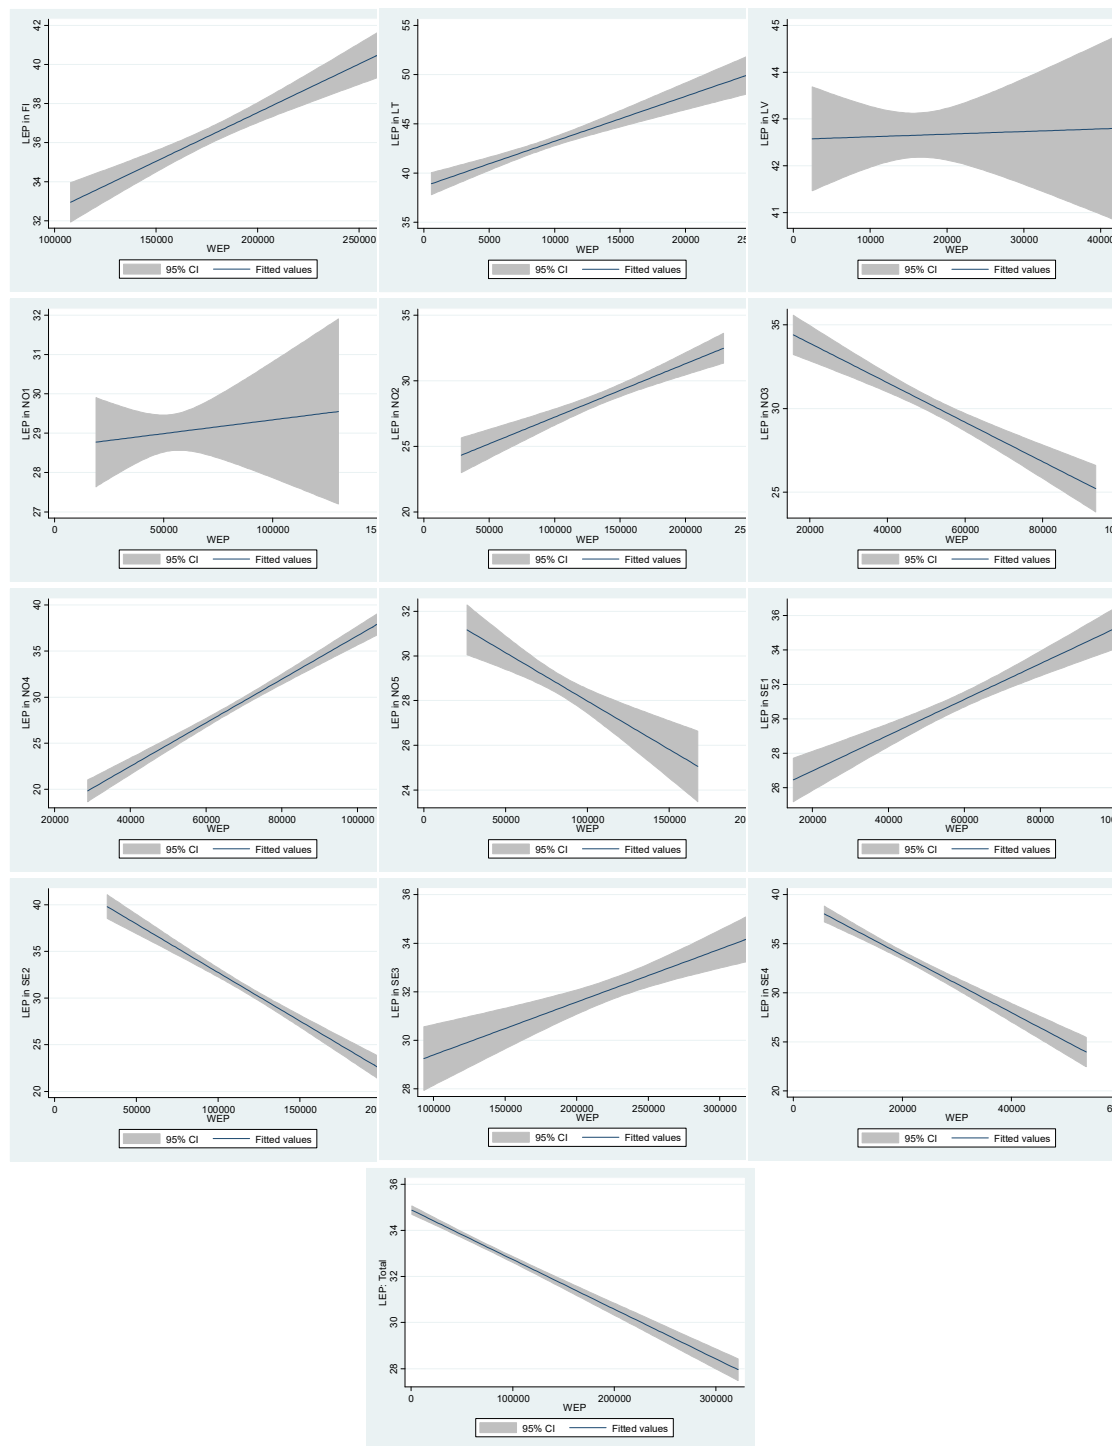 LEP in FI
42
40
38
36
34
32
100000 150000 200000 250000
WEP
95% CI Fitted values
LEP in LT
55
50
45
40
35
0 5000 10000 15000 20000 25
WEP
95% CI Fitted values
LEP in LV
45
44
43
42
41
0 10000 20000 30000 40000
WEP
95% CI Fitted values
LEP in NO1
32
31
30
29
28
27
0 50000 100000 15
WEP
95% CI Fitted values
LEP in NO2
35
30
25
20
0 50000 100000 150000 200000 25
WEP
95% CI Fitted values
LEP in NO3
35
30
25
20000 40000 60000 80000 10
WEP
95% CI Fitted values
LEP in NO4
40
35
30
25
20
20000 40000 60000 80000 100000
WEP
95% CI Fitted values
LEP in NO5
32
30
28
26
24
0 50000 100000 150000 20
WEP
95% CI Fitted values
LEP in SE1
36
34
32
30
28
26
20000 40000 60000 80000 100
WEP
95% CI Fitted values
LEP in SE2
40
35
30
25
20
0 50000 100000 150000 200
WEP
95% CI Fitted values
LEP in SE3
36
34
32
30
28
100000 150000 200000 250000 300000
WEP
95% CI Fitted values
LEP in SE4
40
35
30
25
20
0 20000 40000 6
WEP
95% CI Fitted values
LEP: Total
36
34
32
30
28
0 100000 200000 300000
WEP
95% CI Fitted values